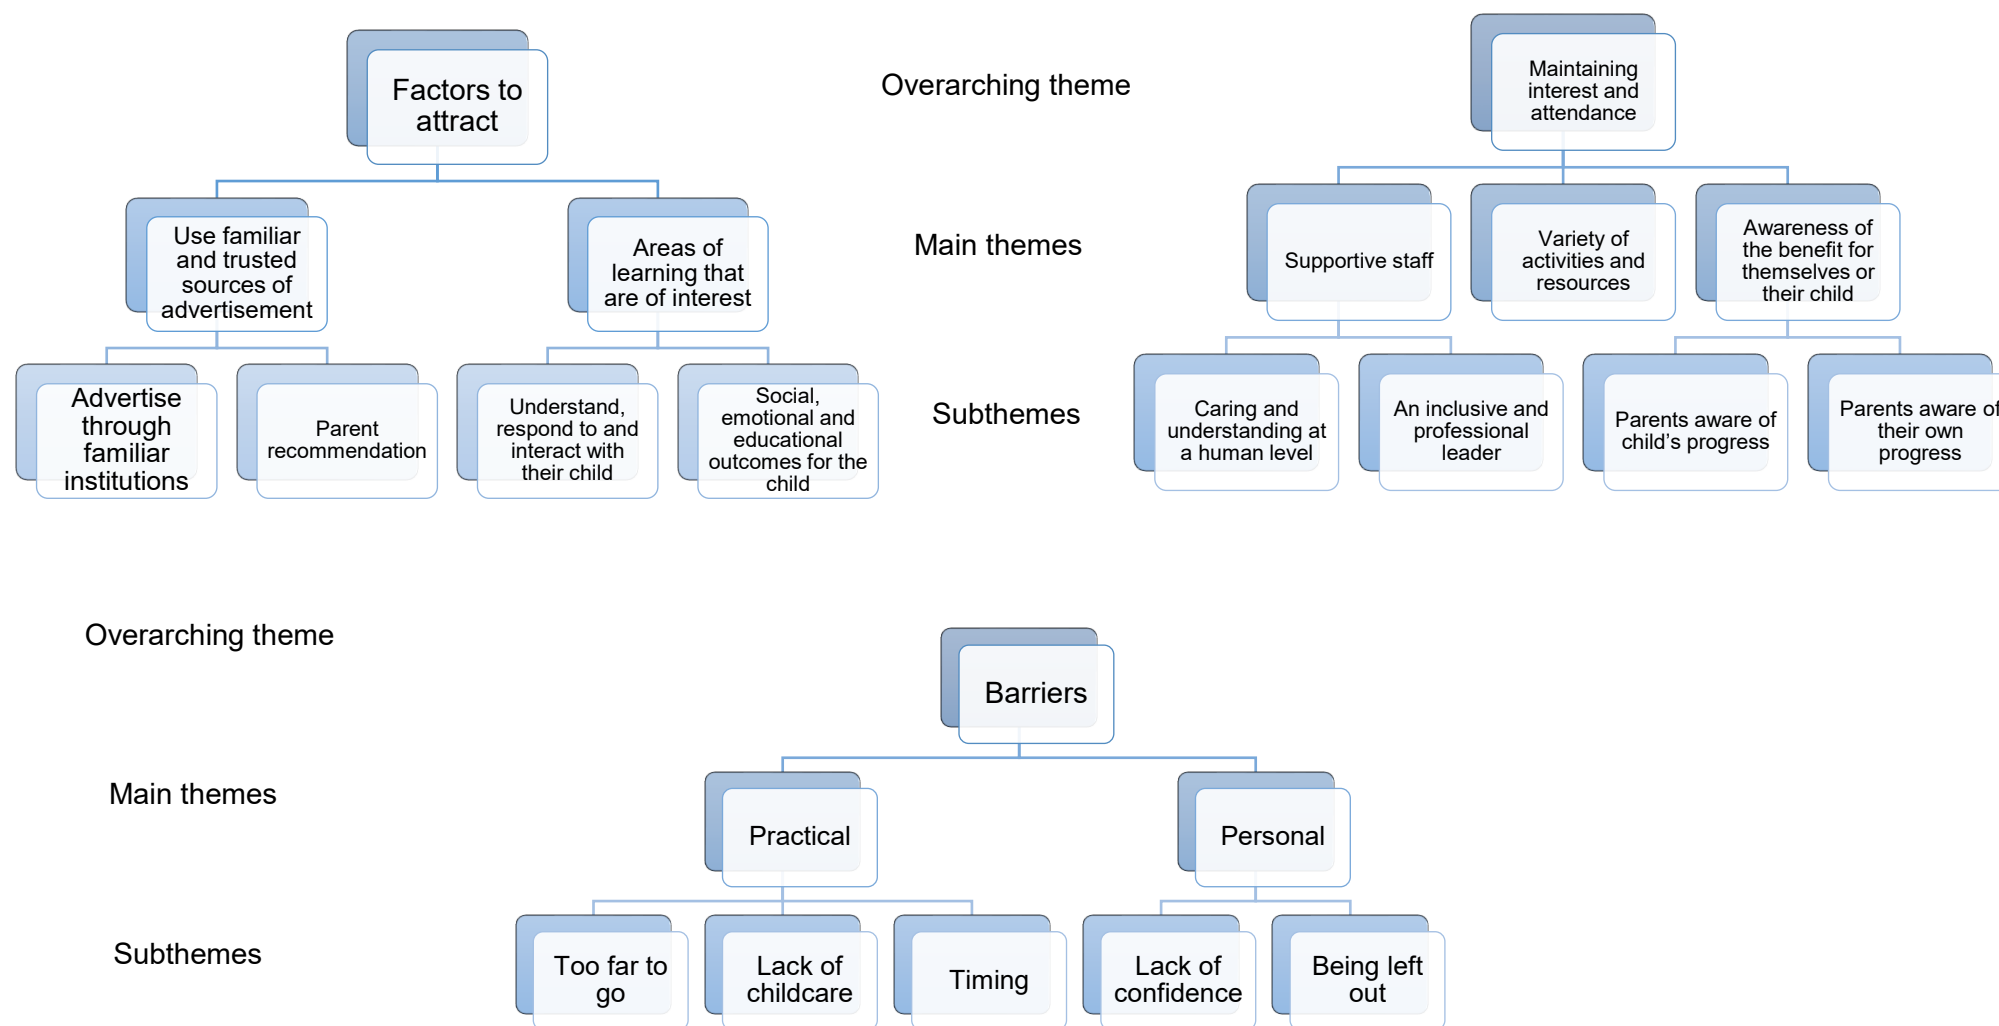 Factors to
attract
Overarching theme
Maintaining
interest and
attendance
Use familiar
and trusted
sources of
advertisement
Areas of
learning that
are of interest
Main themes
Supportive staff
Variety of
activities and
resources
Awareness of
the benefit for
themselves or
their child
Advertise
through
familiar
institutions
Parent
recommendation
Understand,
respond to and
interact with
their child
Social,
emotional and
educational
outcomes for the
child
Subthemes
Caring and
understanding at
a human level
An inclusive and
professional
leader
Parents aware of
child’s progress
Parents aware of
their own
progress
Overarching theme
Barriers
Main themes
Practical
Personal
Subthemes
Too far to
go
Lack of
childcare
Timing
Lack of
confidence
Being left
out